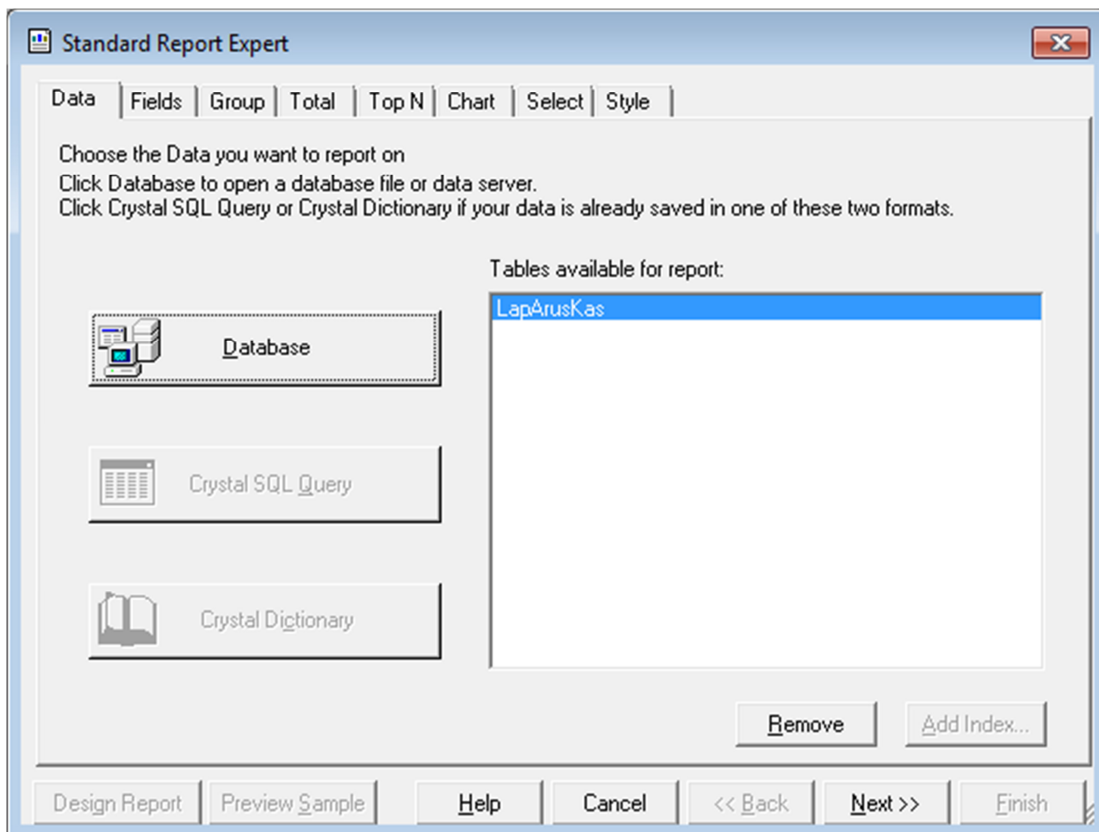 Standard Report Expert
Data Fields Group Total Top N Chart Select Style
Choose the Data you want to report on
Click Database to open a database file or data server.
Click Crystal SQL Query or Crystal Dictionary if your data is already saved in one of these two formats.
Tables available for report:
LapArusKas
Database
Crystal SQL Query
Crystal Dictionary
Remove Add Index...
Design Report Preview Sample Help Cancel << Back Next >> Finish